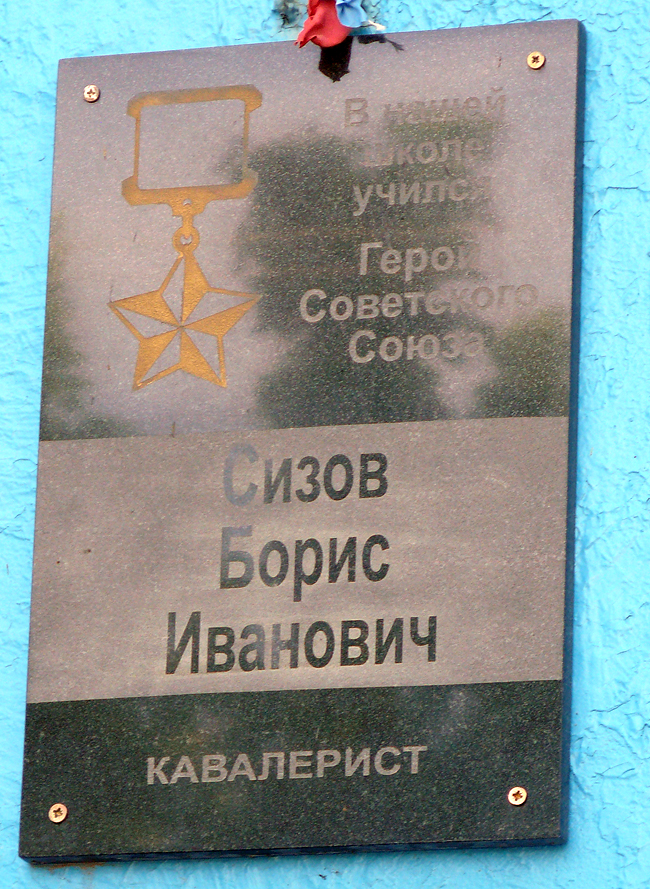 В нашей
школе
учился
Герой
Советского
Союза
Сизов
Борис
Иванович
КАВАЛЕРИСТ